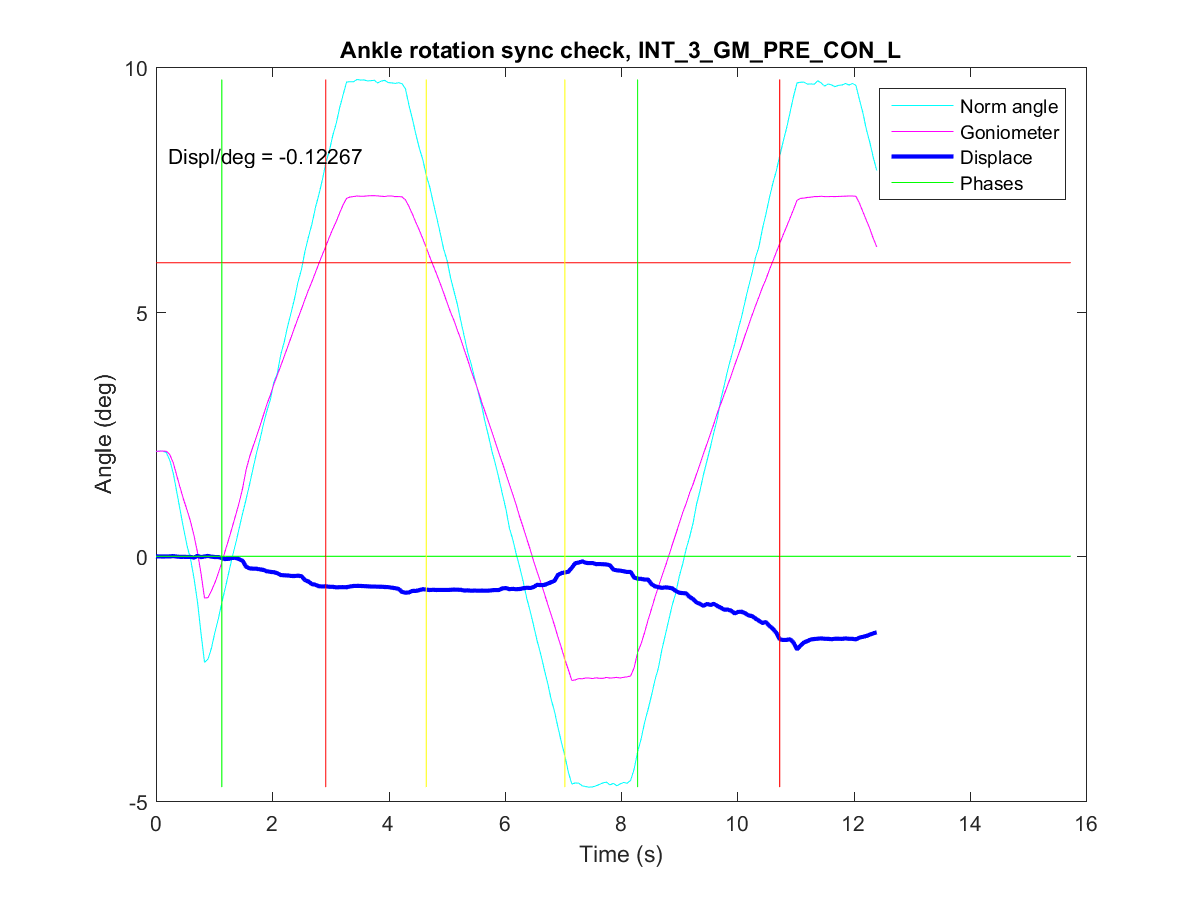 Ankle rotation sync check, INT_3_GM_PRE_CON_L
10
5
0
-5
Angle (deg)
Displ/deg = -0.12267
Norm angle
Goniometer
Displace
Phases
0 2 4 6 8 10 12 14 16
Time (s)